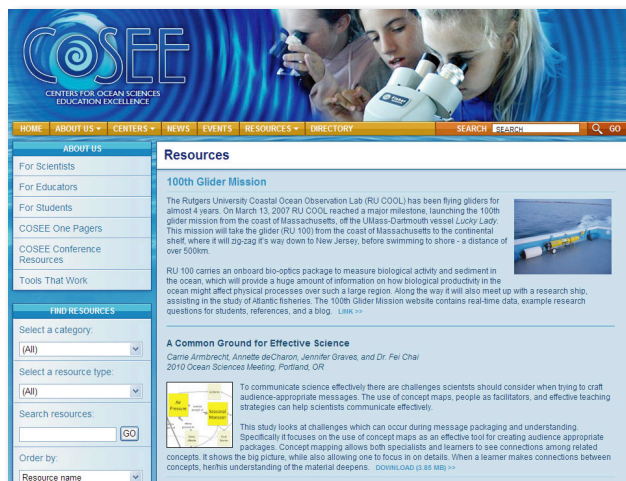 COSEE
CENTERS FOR OCEAN SCIENCES
EDUCATION EXCELLENCE
HOME ABOUT US CENTERS NEWS EVENTS RESOURCES DIRECTORY SEARCH SEARCH GO
ABOUT US
For Scientists
For Educators
For Students
COSEE One Pagers
COSEE Conference
Resources
Tools That Work
FIND RESOURCES
Select a category:
(All)
Select a resource type:
(All)
Search resources:
GO
Order by:
Resource name
Resources
100th Glider Mission
The Rutgers University Coastal Ocean Observation Lab (RU COOL) has been flying gliders for
almost 4 years. On March 13, 2007 RU COOL reached a major milestone, launching the 100th
glider mission from the coast of Massachusetts, off the UMass-Dartmouth vessel Lucky Lady.
This mission will take the glider (RU 100) from the coast of Massachusetts to the continental
shelf, where it will zig-zag it's way down to New Jersey, before swimming to shore - a distance of
over 500km.
RU 100 carries an onboard bio-optics package to measure biological activity and sediment in
the ocean, which will provide a huge amount of information on how biological productivity in the
ocean might affect physical processes over such a large region. Along the way it will also meet up with a research ship,
assisting in the study of Atlantic fisheries. The 100th Glider Mission website contains real-time data, example research
questions for students, references, and a blog. LINK >>
A Common Ground for Effective Science
Carrie Armbrecht, Annette deCharon, Jennifer Graves, and Dr. Fei Chai
2010 Ocean Sciences Meeting, Portland, OR
Air
Pressure
Seasonal
Monsoon
To communicate science effectively there are challenges scientsts should consider when trying to craft
audience-appropriate messages. The use of concept maps, people as facilitators, and effective teaching
strategies can help scientists communicate effectively.
This study looks at challenges which can occur during message packaging and understanding.
Specifically it focuses on the use of concept maps as an effective tool for creating audience appropriate
packages. Concept mapping allows both specialists and learners to see connections among related
concepts. It shows the big picture, while also allowing one to focus in on details. When a learner makes connections between
concepts, her/his understanding of the material deepens. DOWNLOAD (3.85 MB) >>